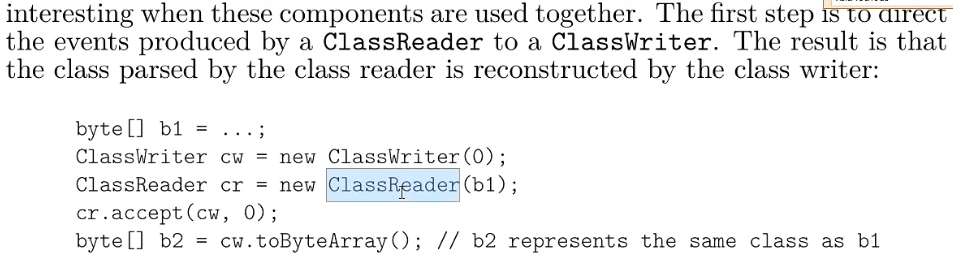 interesting when these components are used together. The first step is to direct
the events produced by a ClassReader to a ClassWriter. The result is that
the class parsed by the class reader is reconstructed by the class writer:
byte[] b1 = ...;
ClassWriter cw = new ClassWriter(0);
ClassReader cr = new ClassReader(b1);
cr.accept(cw, 0);
byte[] b2 = cw.toByteArray(); // b2 represents the same class as b1